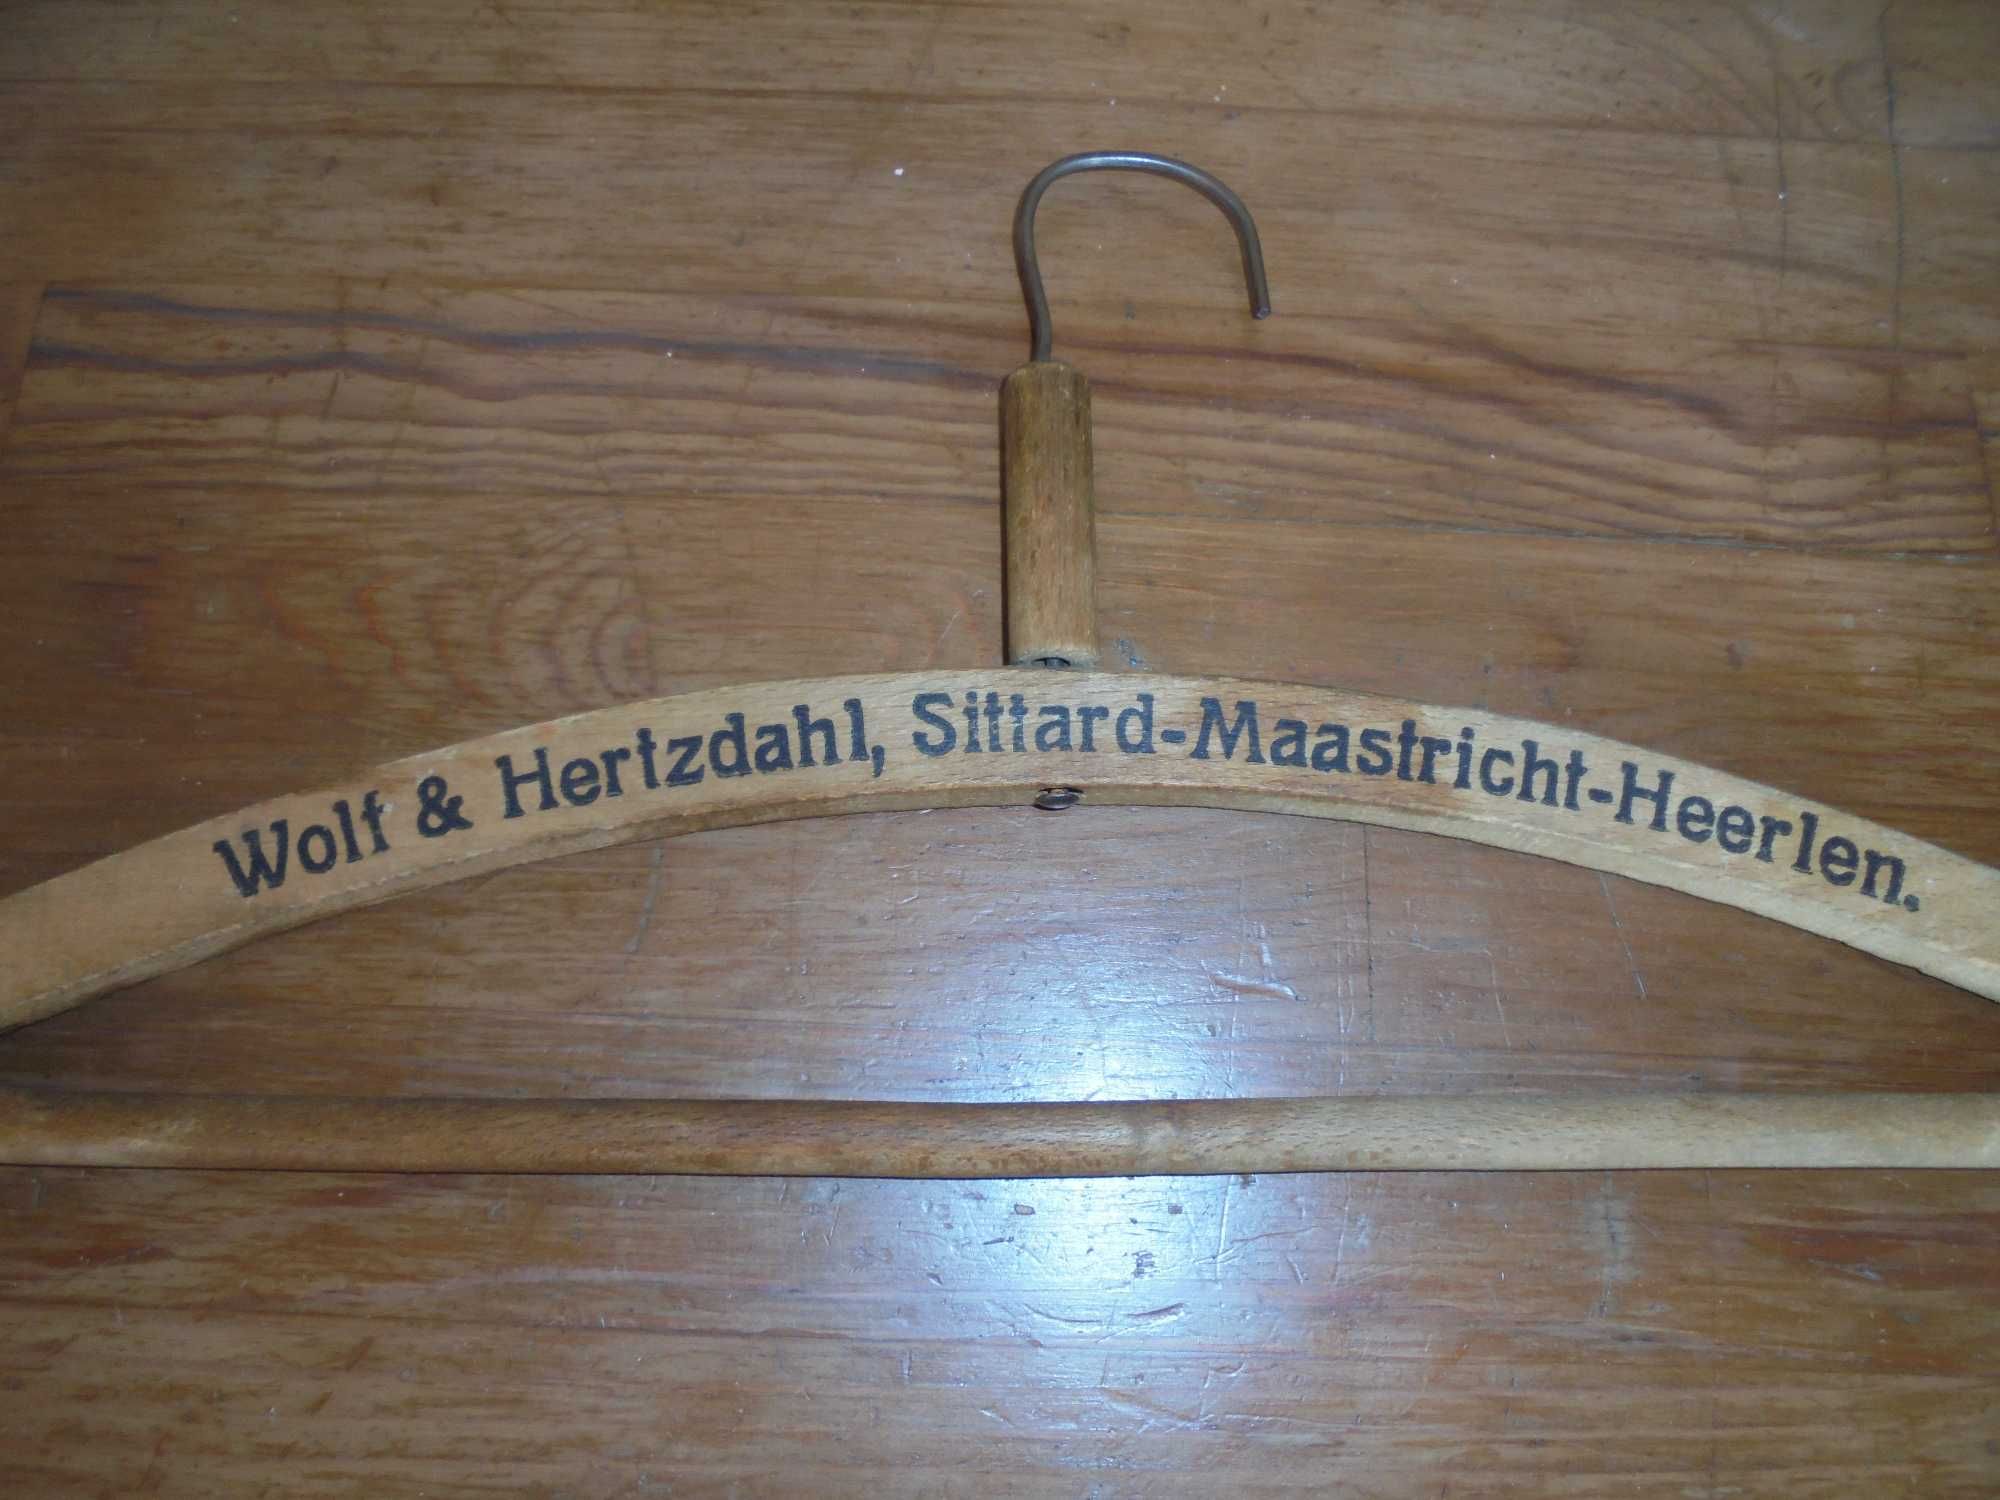 Wolf & Hertzdahl, Sittard-Maastricht-Heerlen.